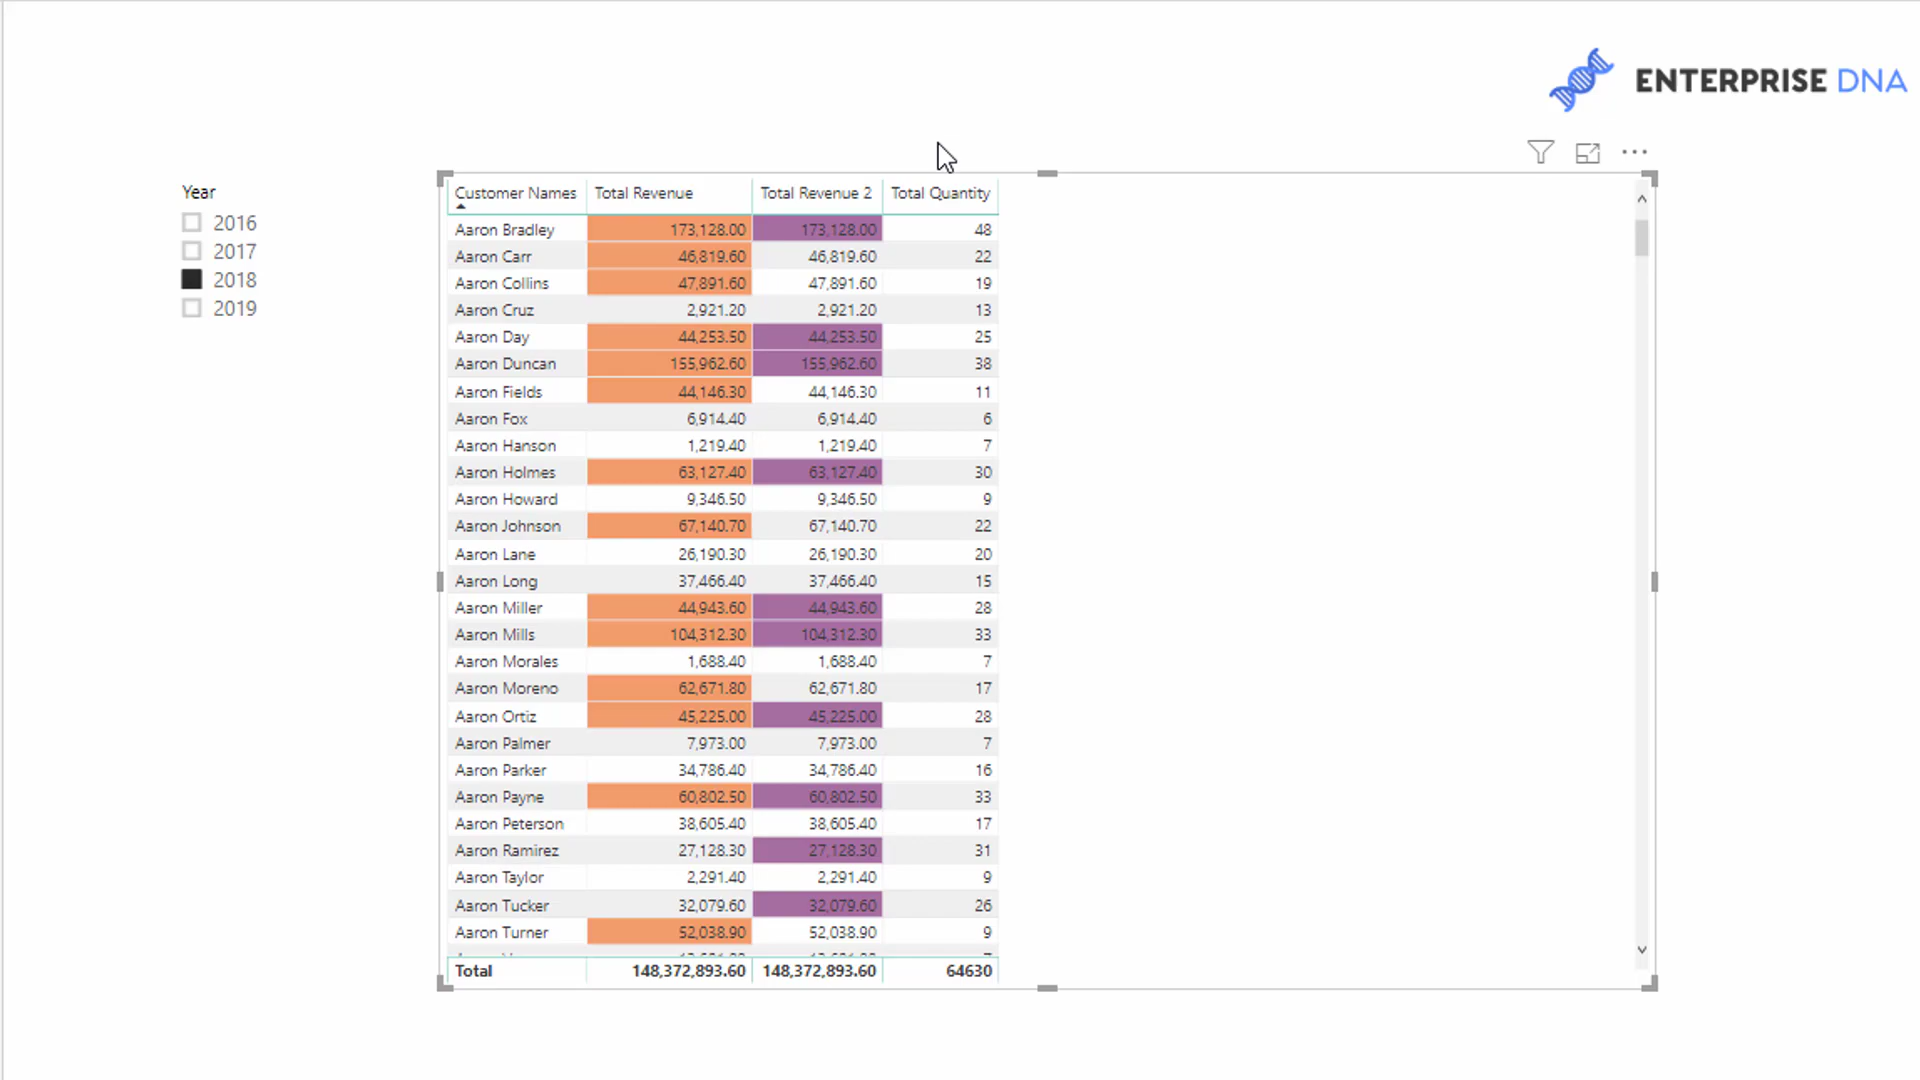 ENTERPRISE DNA
Year
2016
2017
2018
2019
Customer Names Total Revenue Total Revenue 2 Total Quantity
Aaron Bradley 173,128.00 173,128.00 48
Aaron Carr 46,819.60 46,819.60 22
Aaron Collins 47,891.60 47,891.60 19
Aaron Cruz 2,921.20 2,921.20 13
Aaron Day 44,253.50 44,253.50 25
Aaron Duncan 155,962.60 155,962.60 38
Aaron Fields 44,146.30 44,146.30 11
Aaron Fox 6,914.40 6,914.40 6
Aaron Hanson 1,219.40 1,219.40 7
Aaron Holmes 63,127.40 63,127.40 30
Aaron Howard 9,346.50 9,346.50 9
Aaron Johnson 67,140.70 67,140.70 22
Aaron Lane 26,190.30 26,190.30 20
Aaron Long 37,466.40 37,466.40 15
Aaron Miller 44,943.60 44,943.60 28
Aaron Mills 104,312.30 104,312.30 33
Aaron Morales 1,688.40 1,688.40 7
Aaron Moreno 62,671.80 62,671.80 17
Aaron Ortiz 45,225.00 45,225.00 28
Aaron Palmer 7,973.00 7,973.00 7
Aaron Parker 34,786.40 34,786.40 16
Aaron Payne 60,802.50 60,802.50 33
Aaron Peterson 38,605.40 38,605.40 17
Aaron Ramirez 27,128.30 27,128.30 31
Aaron Taylor 2,291.40 2,291.40 9
Aaron Tucker 32,079.60 32,079.60 26
Aaron Turner 52,038.90 52,038.90 9
Total 148,372,893.60 148,372,893.60 64630